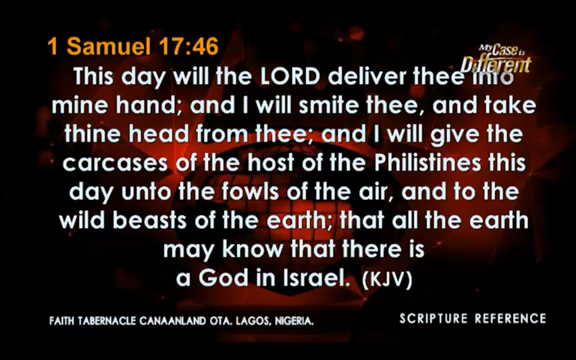 1 Samuel 17:46
My Case is
Different
This day will the LORD deliver thee into
mine hand; and I will smite thee, and take
thine head from thee; and I will give the
carcases of the host of the Philistines this
day unto the fowls of the air, and to the
wild beasts of the earth; that all the earth
may know that there is
a God in Israel. (KJV)
FAITH TABERNACLE CANAANLAND OTA. LAGOS, NIGERIA.
SCRIPTURE REFERENCE